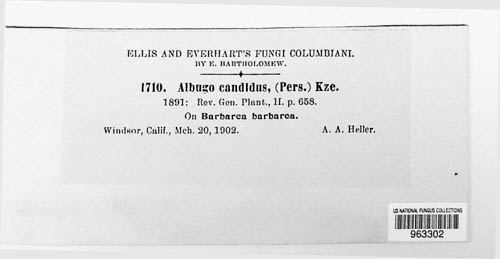 ELLIS AND EVERHART'S FUNGI COLUMBIANI.
BY E. BARTHOLOMEW.
1710. Albugo candidus, (Pers.) Kze.
1891: Rev. Gen. Plant., II. p. 658.
On Barbarea barbarea.
Windsor, Calif., Mch. 20, 1902. A. A. Heller.
US NATIONAL FUNGUS COLLECTIONS
963302